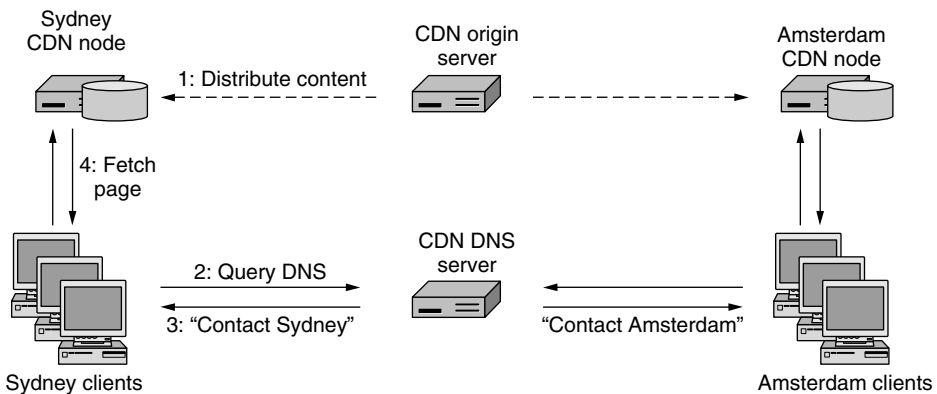 Sydney
CDN node
CDN origin
server
Amsterdam
CDN node
1: Distribute content
4: Fetch
page
CDN DNS
server
2: Query DNS
3: “Contact Sydney”
“Contact Amsterdam”
Sydney clients
Amsterdam clients